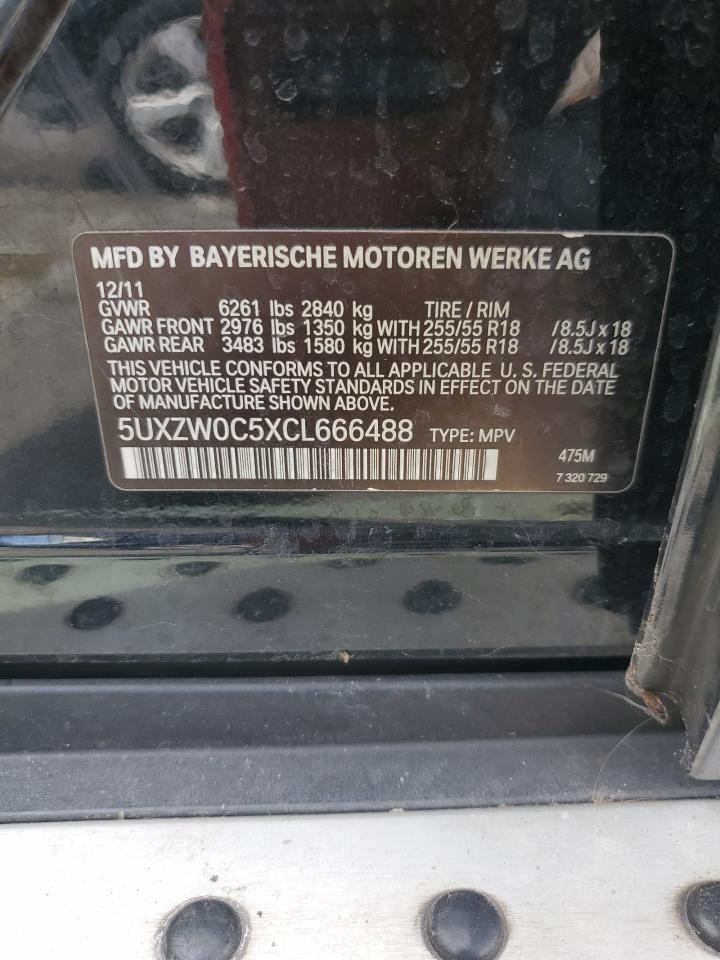 MFD BY BAYERISCHE MOTOREN WERKE AG
12/11
GVWR 6261 lbs 2840 kg TIRE / RIM
GAWR FRONT 2976 lbs 1350 kg WITH 255/55 R18 /8.5J x 18
GAWR REAR 3483 lbs 1580 kg WITH 255/55 R18 /8.5J x 18
THIS VEHICLE CONFORMS TO ALL APPLICABLE U. S. FEDERAL
MOTOR VEHICLE SAFETY STANDARDS IN EFFECT ON THE DATE
OF MANUFACTURE SHOWN ABOVE.
5UXZW0C5XCL666488 TYPE: MPV
475M
7 320 729